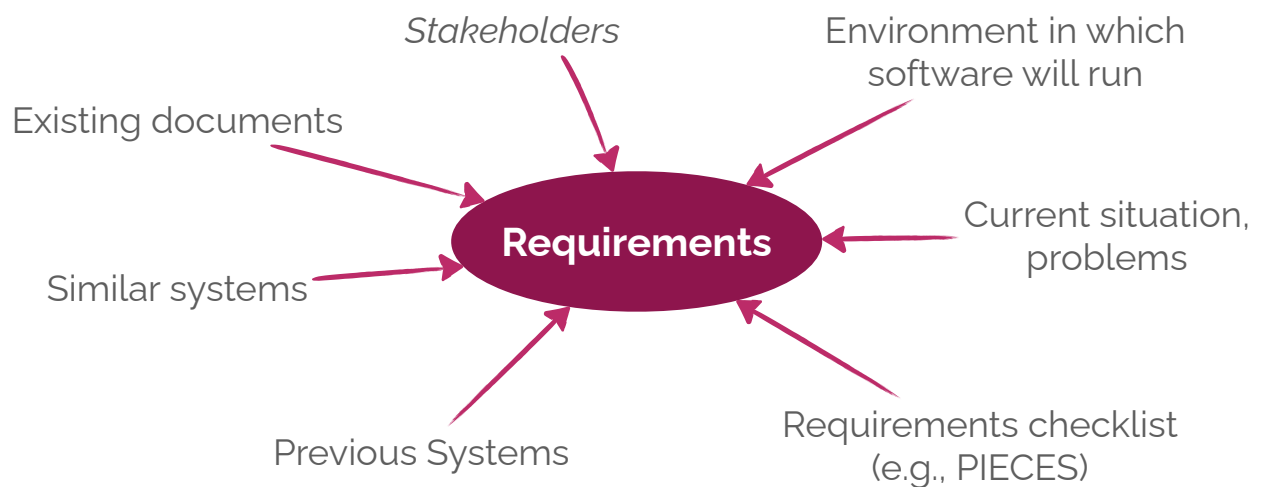 Stakeholders
Environment in which
software will run
Existing documents
Requirements
Current situation,
problems
Similar systems
Previous Systems
Requirements checklist
(e.g., PIECES)